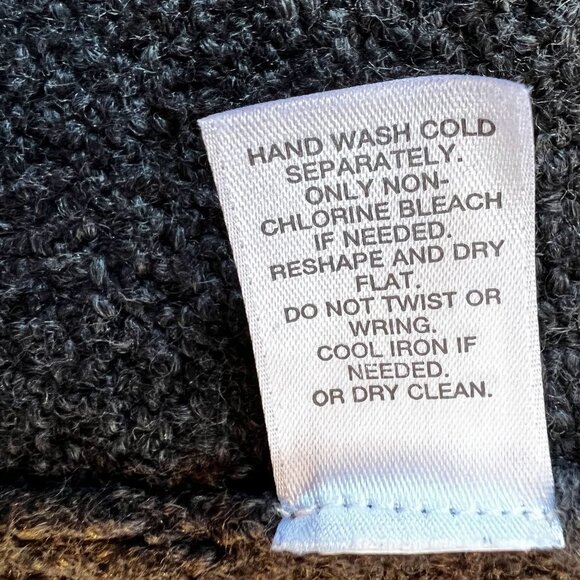 HAND WASH COLD
SEPARATELY.
ONLY NON-
CHLORINE BLEACH
IF NEEDED.
RESHAPE AND DRY
FLAT.
DO NOT TWIST OR
WRING.
COOL IRON IF
NEEDED.
OR DRY CLEAN.